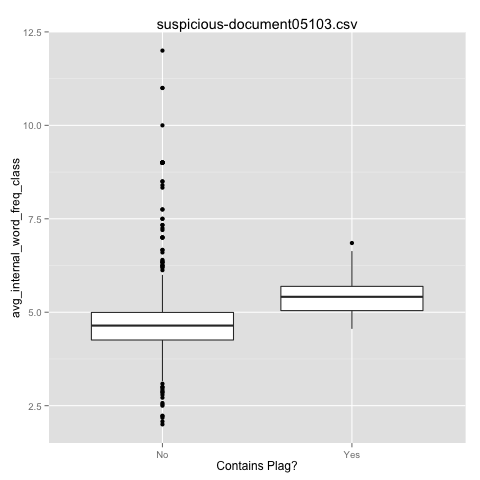 suspicious-document05103.csv
12.5
10.0
7.5
5.0
2.5
avg_internal_word_freq_class
No
Yes
Contains Plag?